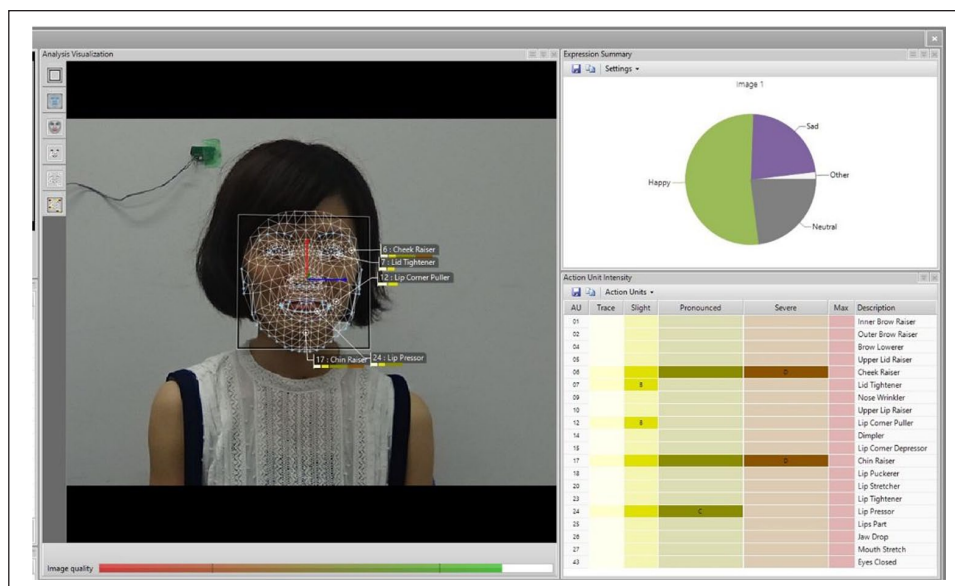 Analysis Visualization
6 : Cheek Raiser
7 : Lid Tightener
12 : Lip Corner Puller
17 : Chin Raiser
24 : Lip Pressor
Image quality
Expression Summary
Settings
Image 1
Sad
Other
Happy
Neutral
Action Unit Intensity
Action Units
AU Trace Slight Pronounced Severe Max Description
01 Inner Brow Raiser
02 Outer Brow Raiser
04 Brow Lowerer
05 Upper Lid Raiser
06 D Cheek Raiser
07 B Lid Tightener
09 Nose Wrinkler
10 Upper Lip Raiser
12 B Lip Corner Puller
14 Dimpler
15 Lip Corner Depressor
17 D Chin Raiser
18 Lip Puckerer
20 Lip Stretcher
23 Lip Tightener
24 C Lip Pressor
25 Lips Part
26 Jaw Drop
27 Mouth Stretch
43 Eyes Closed